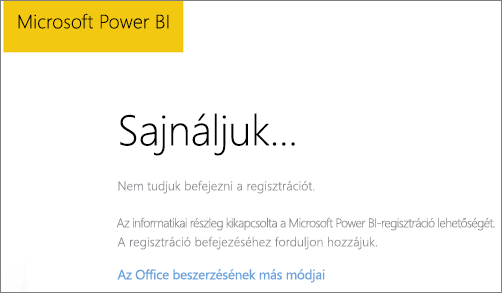 Microsoft Power BI
Sajnáljuk...
Nem tudjuk befejezni a regisztrációt.
Az informatikai részleg kikapcsolta a Microsoft Power BI-regisztráció lehetőségét.
A regisztráció befejezéséhez forduljon hozzájuk.
Az Office beszerzésének más módjai